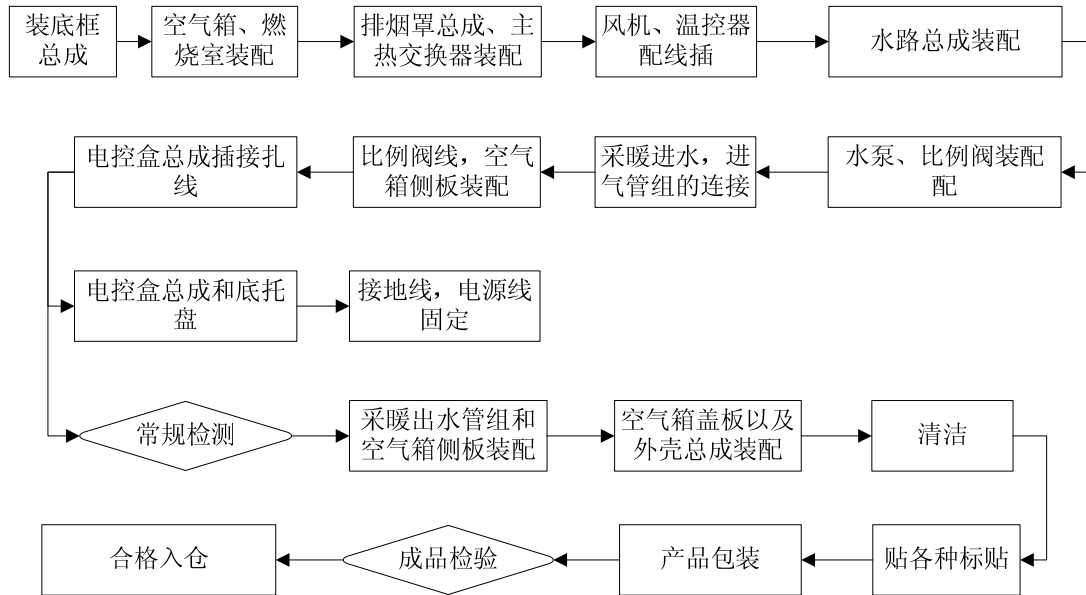 装底框
总成
空气箱、燃
烧室装配
排烟罩总成、主
热交换器装配
风机、温控器
配线插
水路总成装配
水泵、比例阀装配
配
采暖进水，进
气管组的连接
比例阀线，空气
箱侧板装配
电控盒总成插接扎
线
电控盒总成和底托
盘
接地线，电源线
固定
常规检测
采暖出水管组和
空气箱侧板装配
空气箱盖板以及
外壳总成装配
清洁
贴各种标贴
产品包装
成品检验
合格入仓